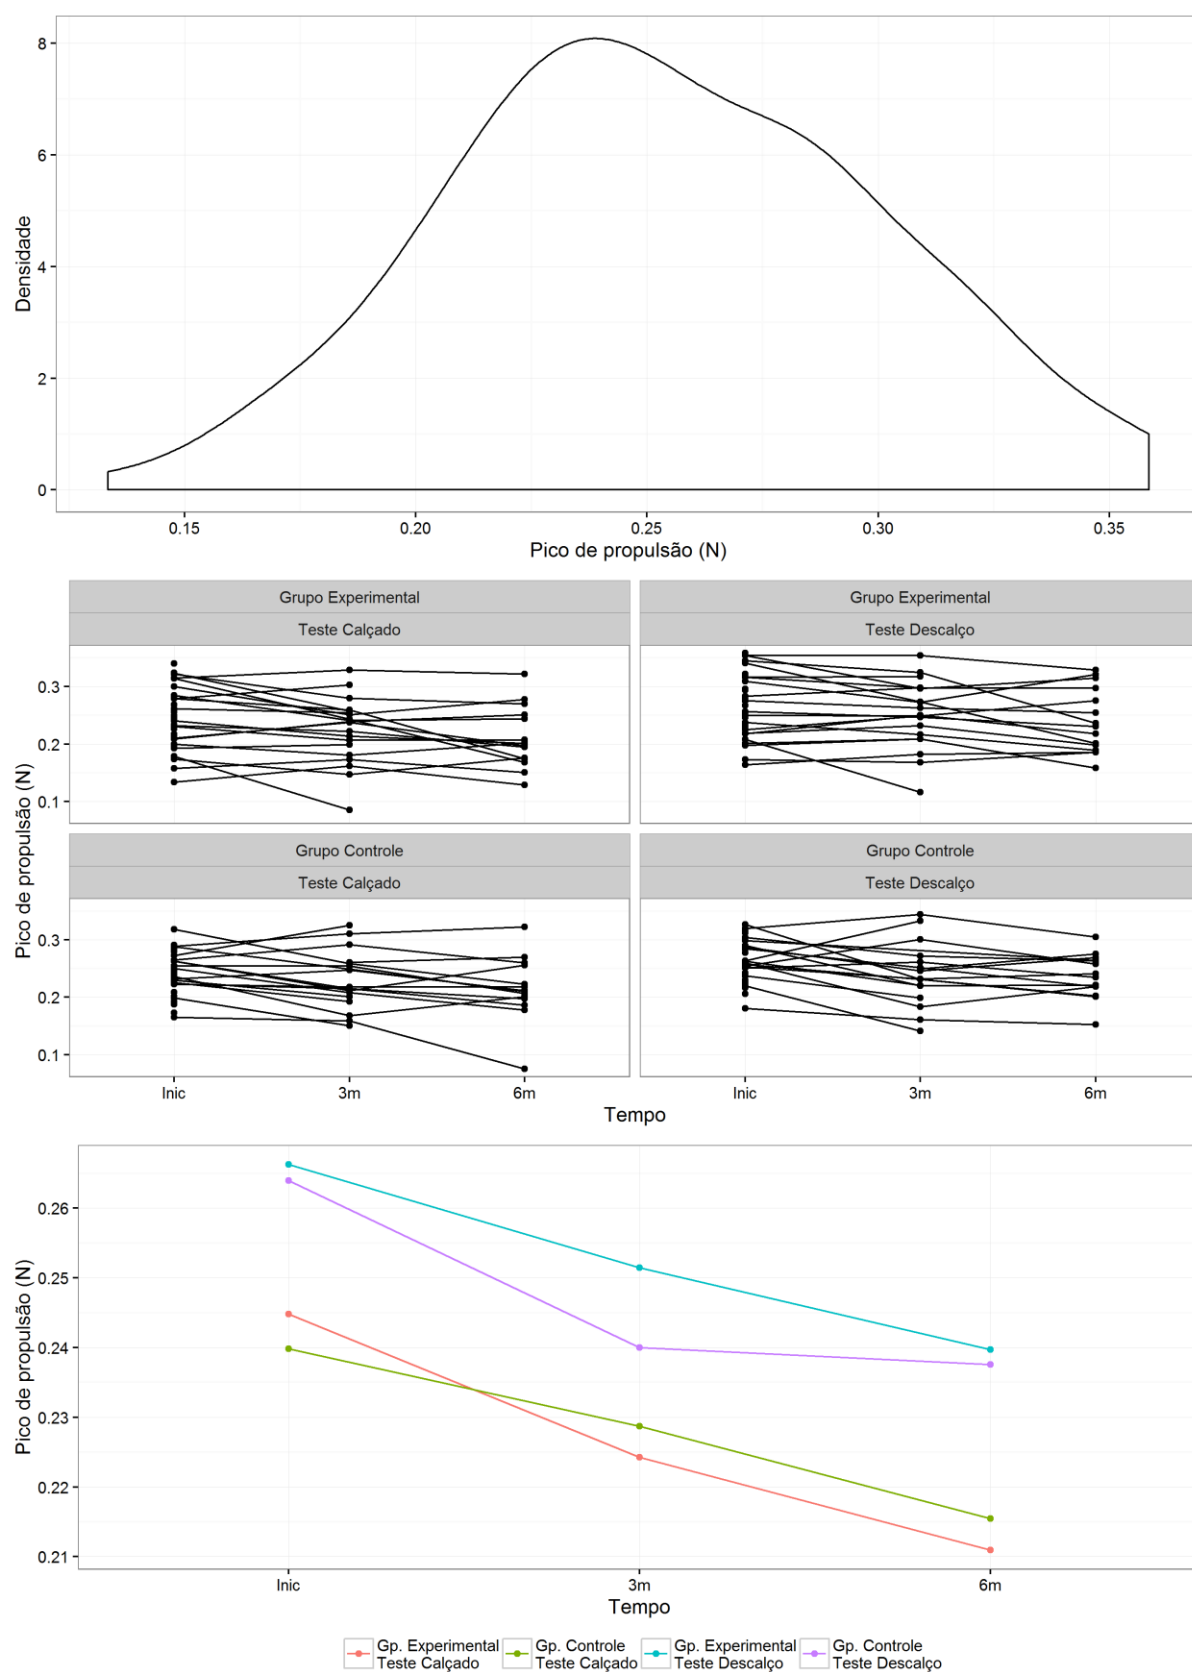 8
6
4
2
0
Densidade
0.15 0.20 0.25 0.30 0.35
Pico de propulsão (N)
Grupo Experimental Grupo Experimental
Teste Calçado Teste Descalço
0.3
0.2
0.1
Grupo Controle Grupo Controle
Teste Calçado Teste Descalço
0.3
0.2
0.1
Pico de propulsão (N)
Inic 3m 6m Inic 3m 6m
Tempo
0.26
0.25
0.24
0.23
0.22
0.21
Pico de propulsão (N)
Inic 3m 6m
Tempo
Gp. Experimental Gp. Controle Gp. Experimental Gp. Controle
Teste Calçado Teste Calçado Teste Descalço Teste Descalço